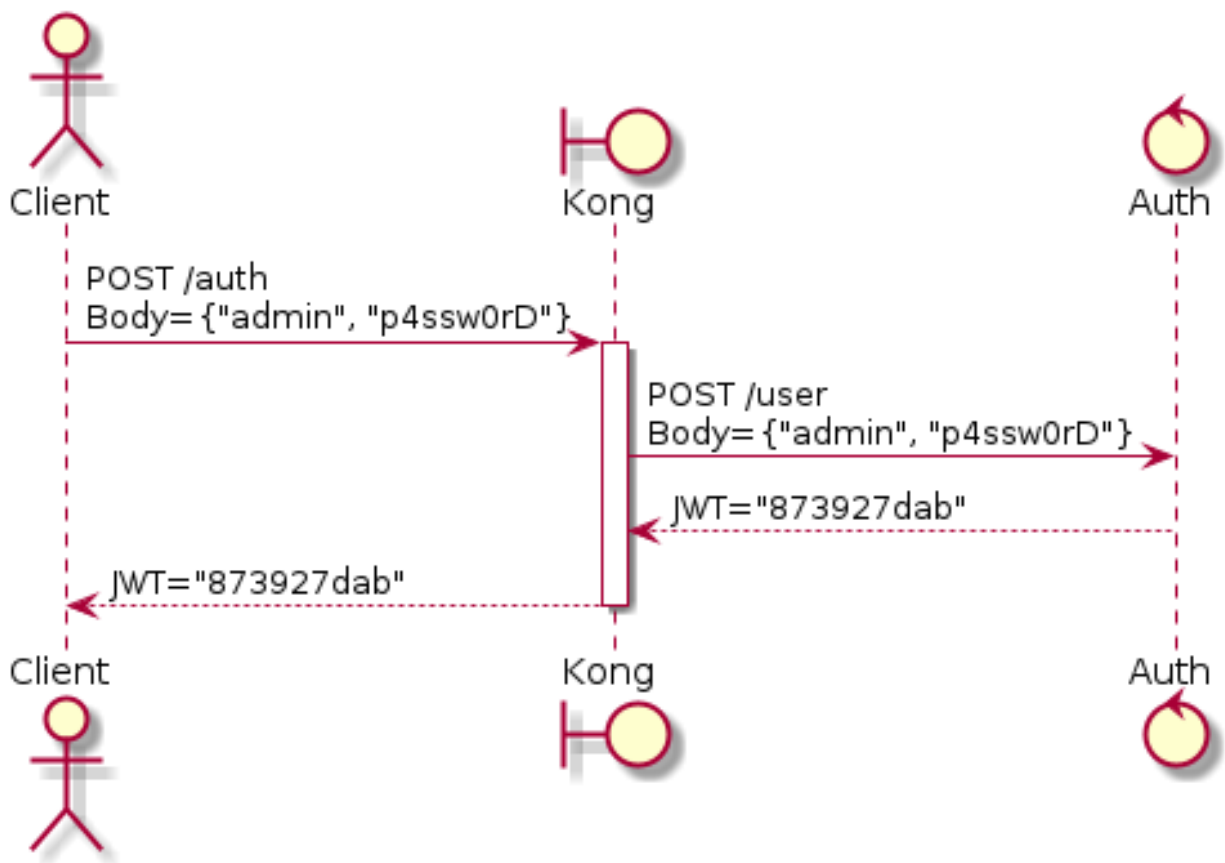 Client
Kong
Auth
POST /auth
Body={"admin", "p4ssw0rD"}
POST /user
Body={"admin", "p4ssw0rD"}
JWT="873927dab"
JWT="873927dab"
Client
Kong
Auth